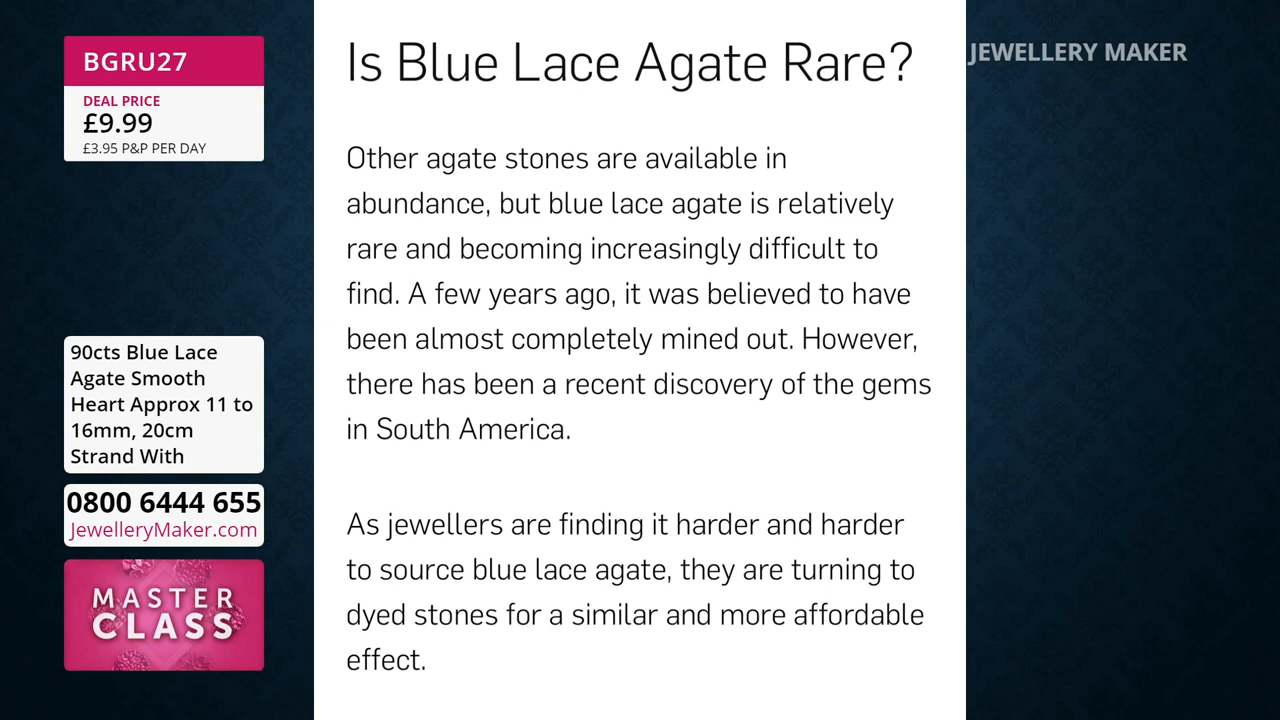 BGRU27
DEAL PRICE
£9.99
£3.95 P&P PER DAY
90cts Blue Lace
Agate Smooth
Heart Approx 11 to
16mm, 20cm
Strand With
0800 6444 655
JewelleryMaker.com
MASTER
CLASS
Is Blue Lace Agate Rare?
Other agate stones are available in
abundance, but blue lace agate is relatively
rare and becoming increasingly difficult to
find. A few years ago, it was believed to have
been almost completely mined out. However,
there has been a recent discovery of the gems
in South America.
As jewellers are finding it harder and harder
to source blue lace agate, they are turning to
dyed stones for a similar and more affordable
effect.
JEWELLERY MAKER